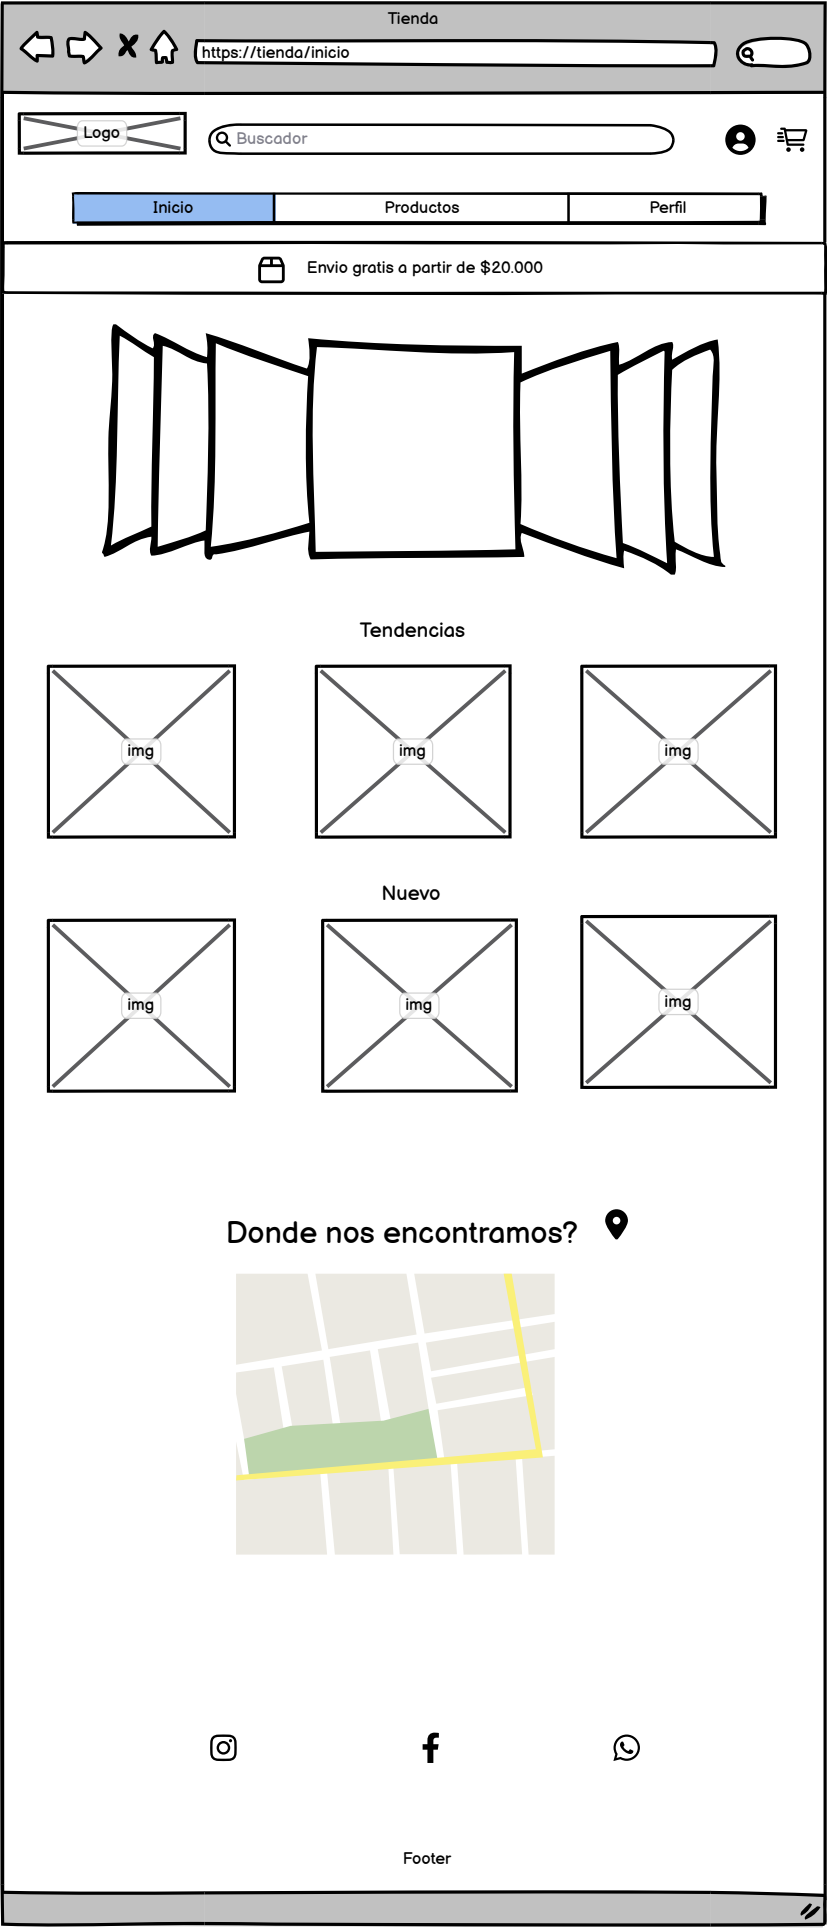 Tienda
https://tienda/inicio
Logo
Buscador
Inicio Productos Perfil
Envio gratis a partir de $20.000
Tendencias
img img img
Nuevo
img img img
Donde nos encontramos?
Footer